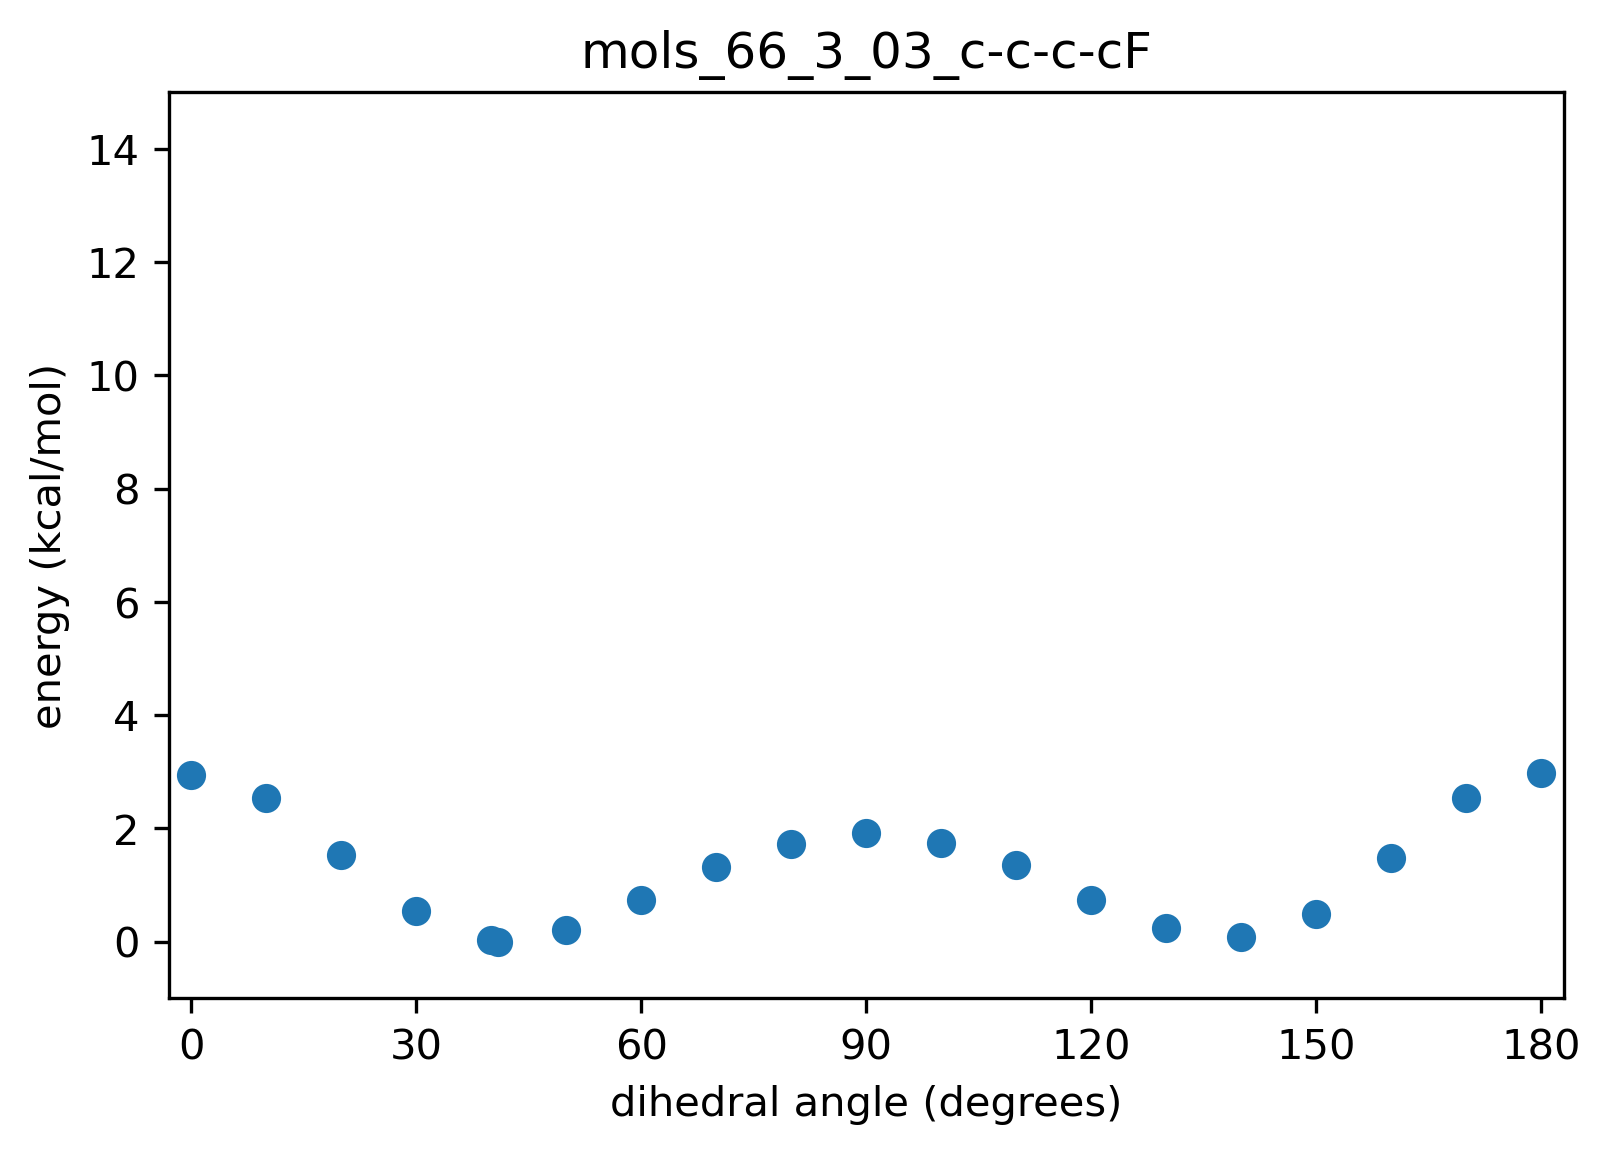 mols_66_3_03_c-c-c-cF
14
12
10
8
6
4
2
0
energy (kcal/mol)
0 30 60 90 120 150 180
dihedral angle (degrees)